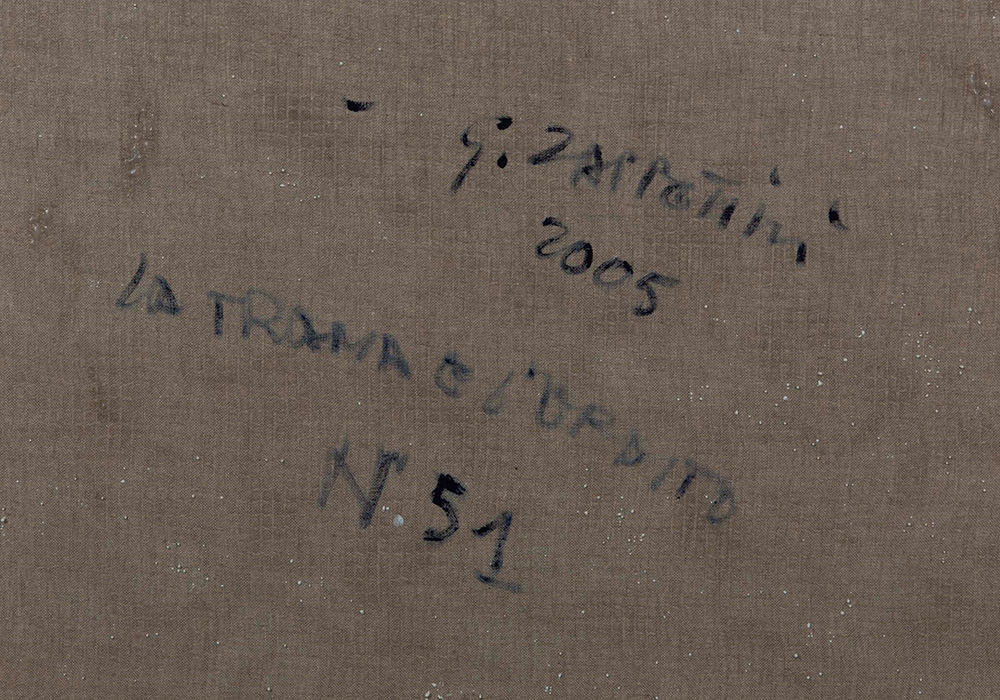 - G. ZAPPETTINI
2005
LA TRAMA E L'ORDITO
N. 51